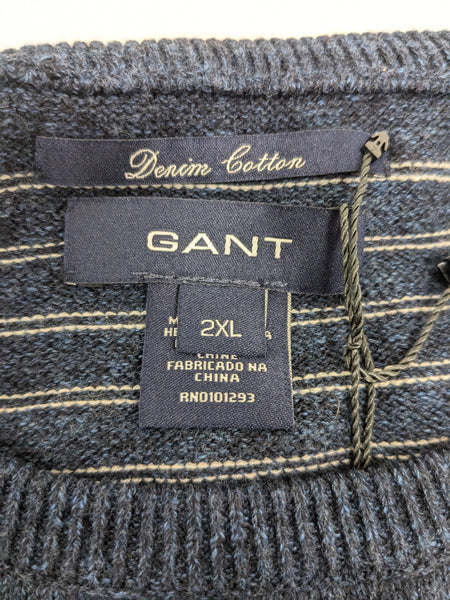 Denim Cotton
GANT
2XL
FABRICADO NA
CHINA
RN0101293